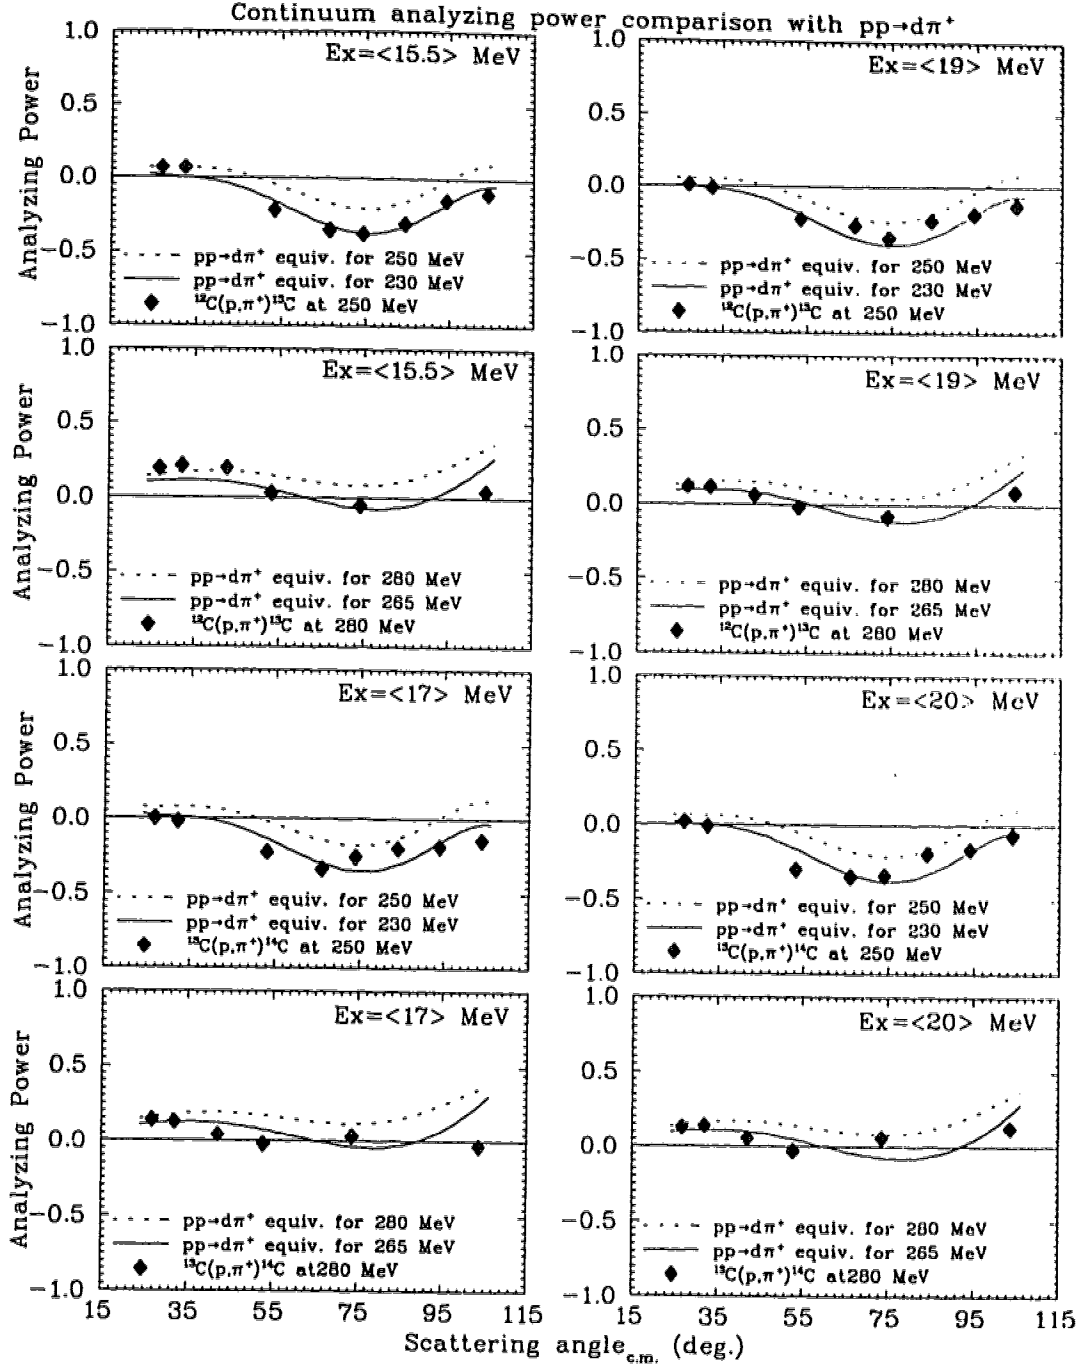 Continuum analyzing power comparison with pp→dπ⁺
Ex=<15.5> MeV
1.0
0.5
0.0
−0.5
−1.0
Analyzing Power
pp→dπ⁺ equiv. for 250 MeV
pp→dπ⁺ equiv. for 230 MeV
¹²C(p,π⁺)¹³C at 250 MeV
Ex=<19> MeV
1.0
0.5
0.0
−0.5
−1.0
pp→dπ⁺ equiv. for 250 MeV
pp→dπ⁺ equiv. for 230 MeV
¹²C(p,π⁺)¹³C at 250 MeV
Ex=<15.5> MeV
1.0
0.5
0.0
−0.5
−1.0
Analyzing Power
pp→dπ⁺ equiv. for 280 MeV
pp→dπ⁺ equiv. for 265 MeV
¹²C(p,π⁺)¹³C at 280 MeV
Ex=<19> MeV
1.0
0.5
0.0
−0.5
−1.0
pp→dπ⁺ equiv. for 280 MeV
pp→dπ⁺ equiv. for 265 MeV
¹²C(p,π⁺)¹³C at 280 MeV
Ex=<17> MeV
1.0
0.5
0.0
−0.5
−1.0
Analyzing Power
pp→dπ⁺ equiv. for 250 MeV
pp→dπ⁺ equiv. for 230 MeV
¹³C(p,π⁺)¹⁴C at 250 MeV
Ex=<20> MeV
1.0
0.5
0.0
−0.5
−1.0
pp→dπ⁺ equiv. for 250 MeV
pp→dπ⁺ equiv. for 230 MeV
¹³C(p,π⁺)¹⁴C at 250 MeV
Ex=<17> MeV
1.0
0.5
0.0
−0.5
−1.0
Analyzing Power
pp→dπ⁺ equiv. for 280 MeV
pp→dπ⁺ equiv. for 265 MeV
¹³C(p,π⁺)¹⁴C at280 MeV
15 35 55 75 95 115
Ex=<20> MeV
1.0
0.5
0.0
−0.5
−1.0
pp→dπ⁺ equiv. for 280 MeV
pp→dπ⁺ equiv. for 265 MeV
¹³C(p,π⁺)¹⁴C at280 MeV
15 35 55 75 95 115
Scattering angle c.m. (deg.)